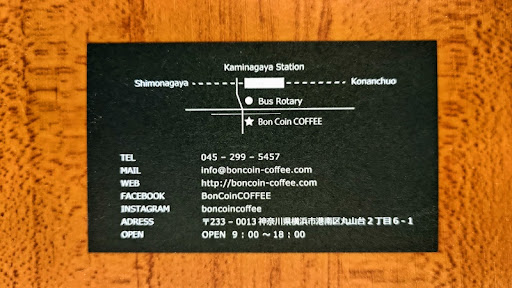 Kaminagaya Station
Shimonagaya Konanchuo
Bus Rotary
Bon Coin COFFEE
TEL 045 – 299 – 5457
MAIL info@boncoin-coffee.com
WEB http://boncoin-coffee.com
FACEBOOK BonCoinCOFFEE
INSTAGRAM boncoincoffee
ADRESS 〒233 – 0013 神奈川県横浜市港南区丸山台2丁目6-1
OPEN OPEN 9:00 ~ 18:00